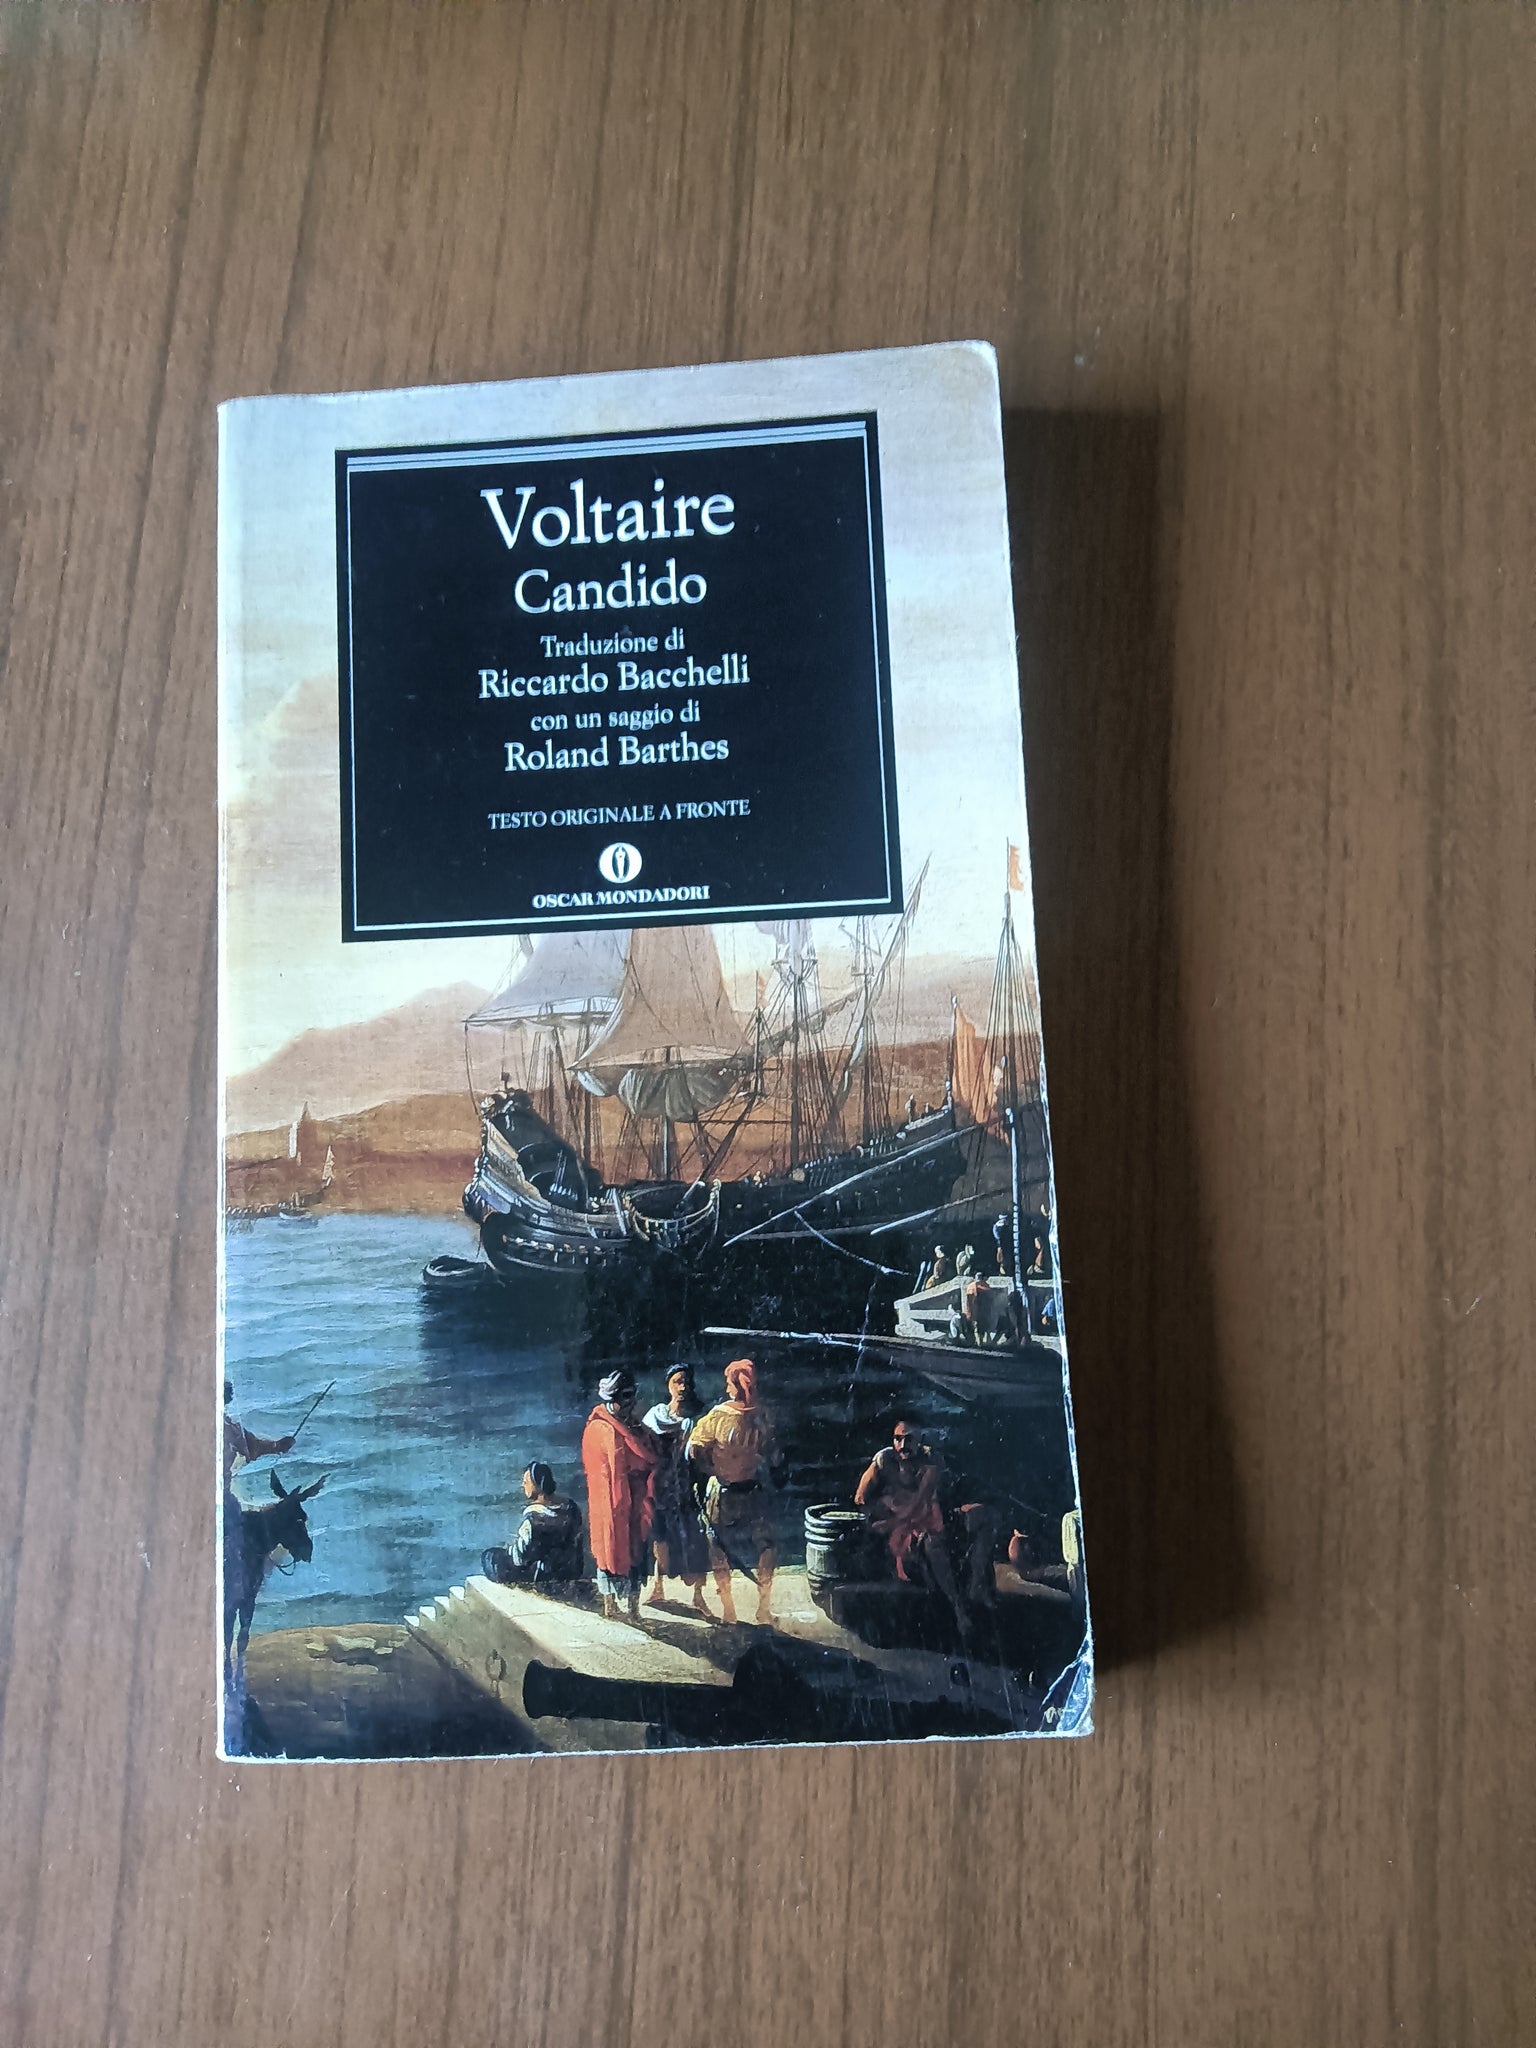 Voltaire
Candido
Traduzione di
Riccardo Bacchelli
con un saggio di
Roland Barthes
TESTO ORIGINALE A FRONTE
OSCAR MONDADORI